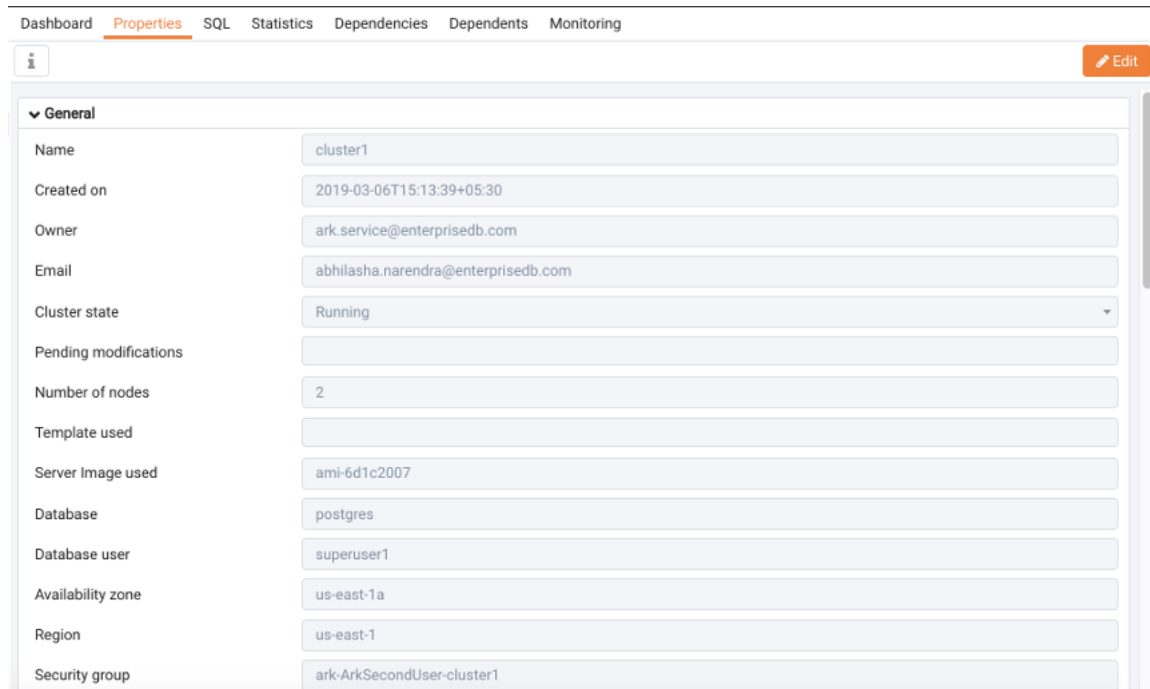 Dashboard Properties SQL Statistics Dependencies Dependents Monitoring
i Edit
General
Name cluster1
Created on 2019-03-06T15:13:39+05:30
Owner ark.service@enterprisedb.com
Email abhilasha.narendra@enterprisedb.com
Cluster state Running
Pending modifications
Number of nodes 2
Template used
Server Image used ami-6d1c2007
Database postgres
Database user superuser1
Availability zone us-east-1a
Region us-east-1
Security group ark-ArkSecondUser-cluster1